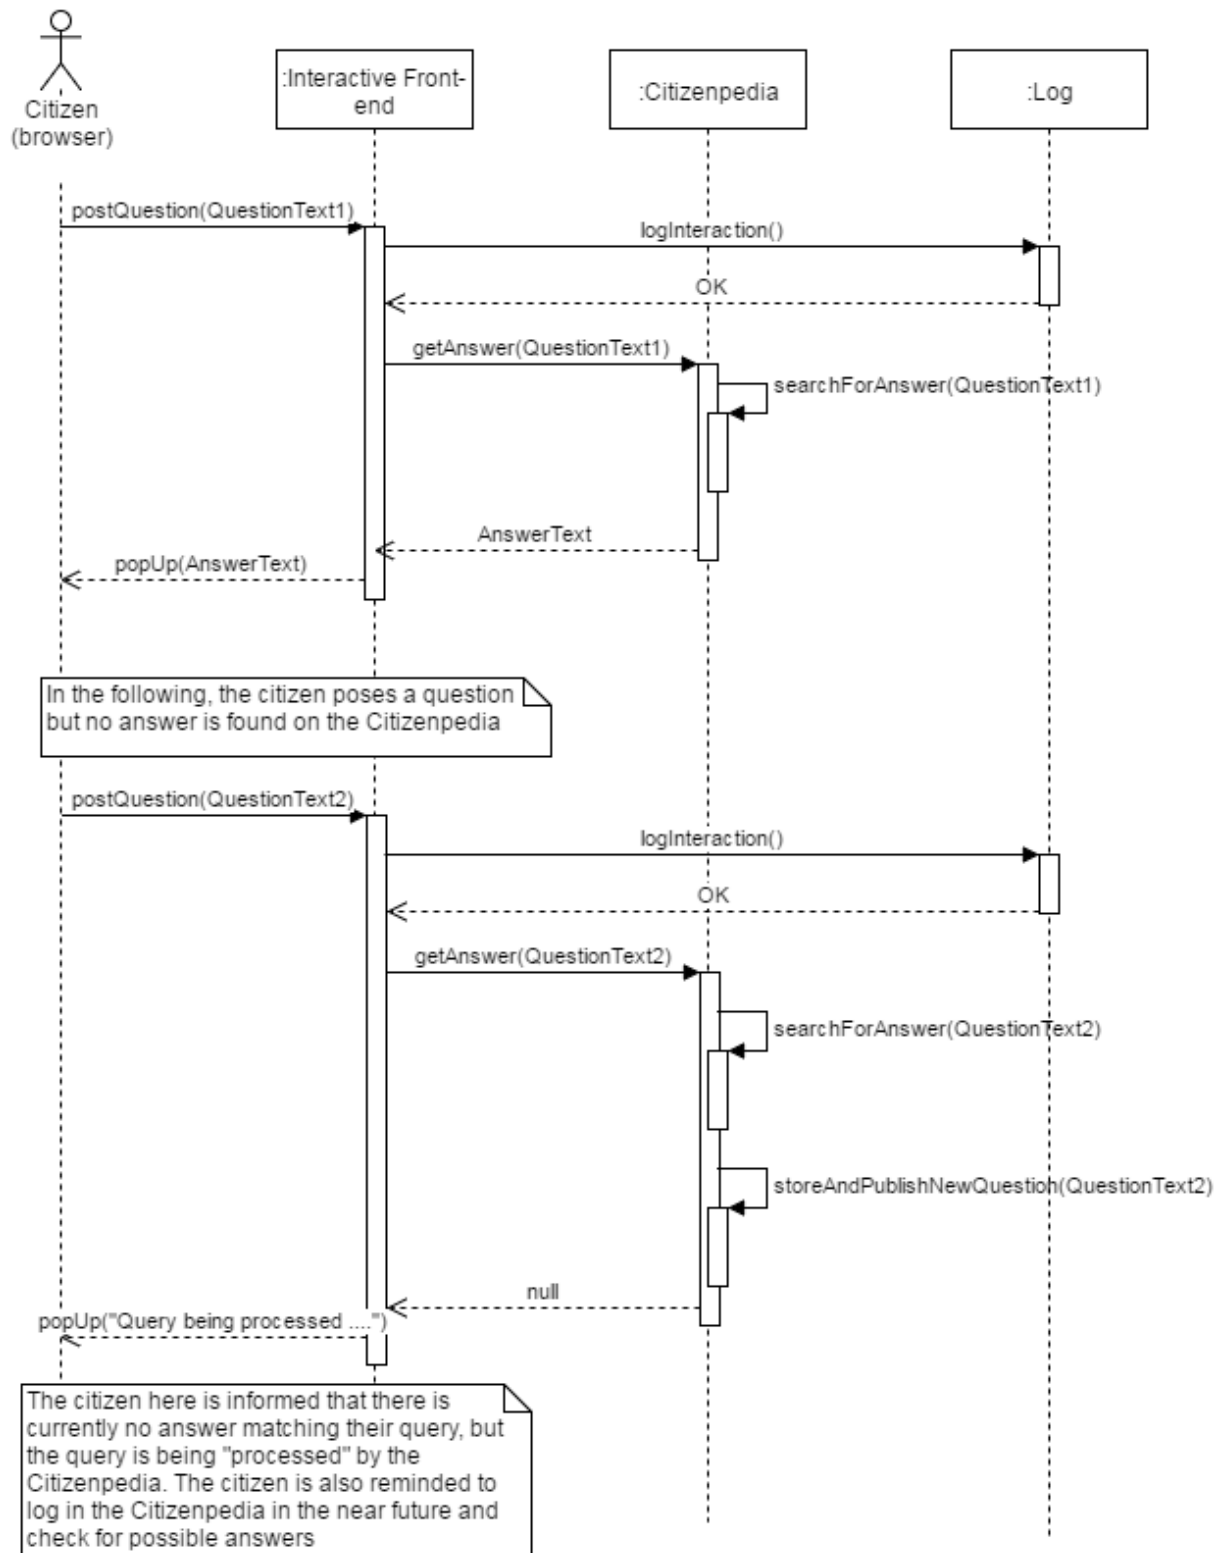 Citizen
(browser)
:Interactive Front-
end
:Citizenpedia
:Log
postQuestion(QuestionText1)
logInteraction()
OK
getAnswer(QuestionText1)
searchForAnswer(QuestionText1)
AnswerText
popUp(AnswerText)
In the following, the citizen poses a question
but no answer is found on the Citizenpedia
postQuestion(QuestionText2)
logInteraction()
OK
getAnswer(QuestionText2)
searchForAnswer(QuestionText2)
storeAndPublishNewQuestion(QuestionText2)
null
popUp("Query being processed ....")
The citizen here is informed that there is
currently no answer matching their query, but
the query is being "processed" by the
Citizenpedia. The citizen is also reminded to
log in the Citizenpedia in the near future and
check for possible answers